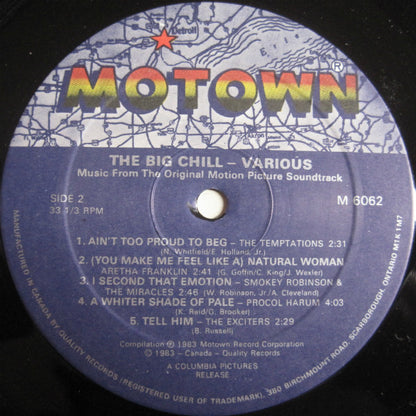 Detroit
Erie
MOTOWN®
THE BIG CHILL – VARIOUS
Music From The Original Motion Picture Soundtrack
SIDE 2
M 6062
33 1/3 RPM
1. AIN'T TOO PROUD TO BEG – THE TEMPTATIONS 2:31
(N. Whitfield/E. Holland, Jr.)
2. (YOU MAKE ME FEEL LIKE A) NATURAL WOMAN
ARETHA FRANKLIN 2:41 (G. Goffin/C. King/J. Wexler)
3. I SECOND THAT EMOTION – SMOKEY ROBINSON &
THE MIRACLES 2:46 (W. Robinson, Jr./A. Cleveland)
4. A WHITER SHADE OF PALE – PROCOL HARUM 4:03
(K. Reid/G. Brooker)
5. TELL HIM – THE EXCITERS 2:29
(B. Russell)
Compilation ℗ 1983 Motown Record Corporation
© 1983 – Canada – Quality Records
A COLUMBIA PICTURES
RELEASE
MANUFACTURED IN CANADA BY QUALITY RECORDS (REGISTERED USER OF TRADEMARK), 380 BIRCHMOUNT ROAD, SCARBOROUGH, ONTARIO M1K 1M7